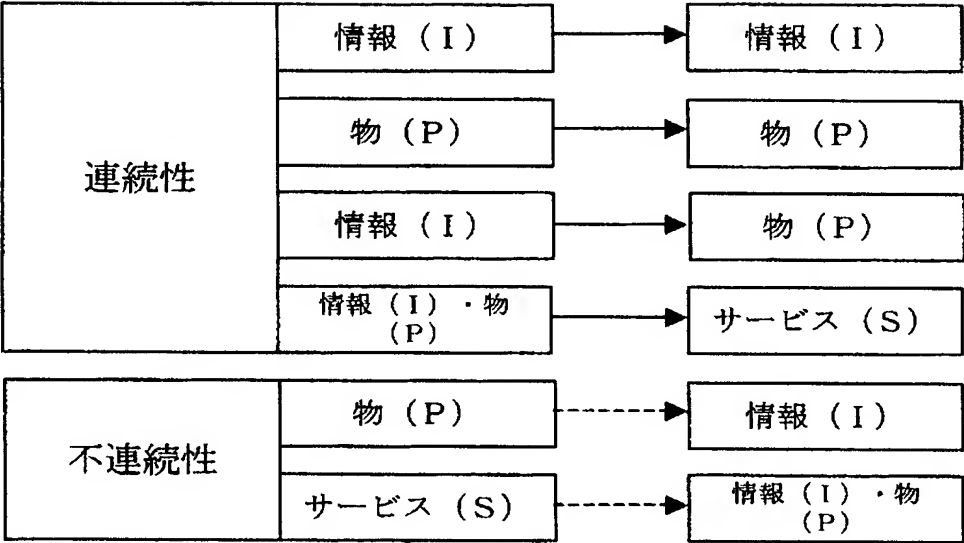 情報（I）
情報（I）
物（P）
物（P）
連続性
情報（I）
物（P）
情報（I）・物
（P）
サービス（S）
物（P）
情報（I）
不連続性
サービス（S）
情報（I）・物
（P）